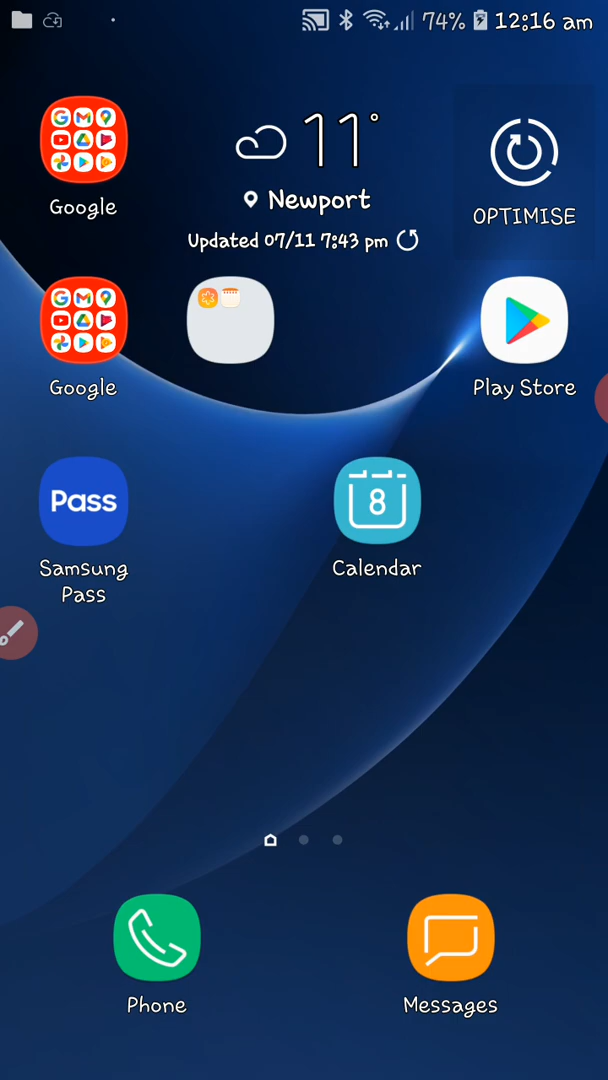 74% 12:16 am
11°
Newport
Updated 07/11 7:43 pm
Google
OPTIMISE
Google
Play Store
Pass
8
Samsung
Pass
Calendar
Phone
Messages